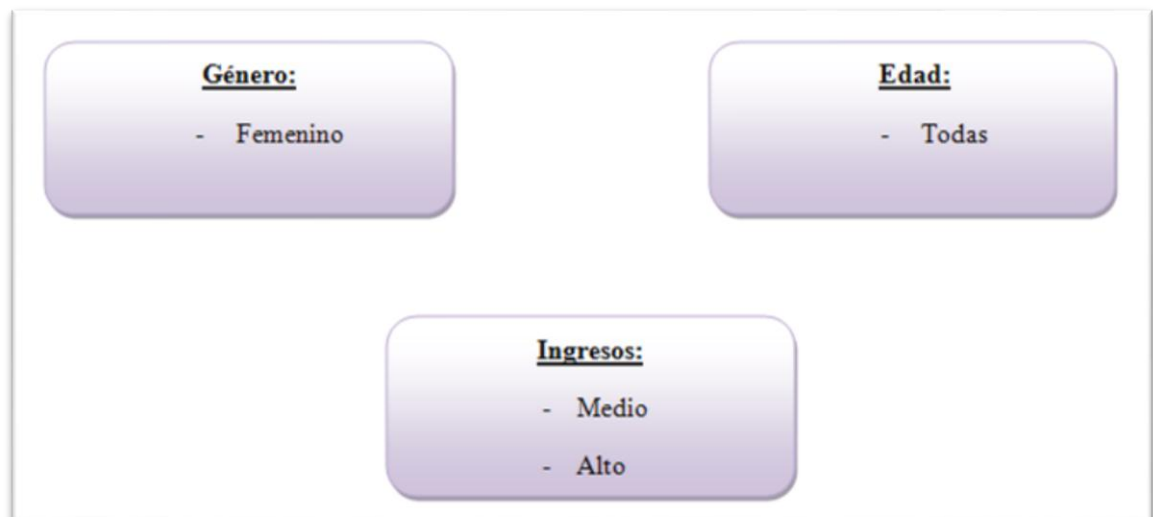 Género:
- Femenino
Edad:
- Todas
Ingresos:
- Medio
- Alto